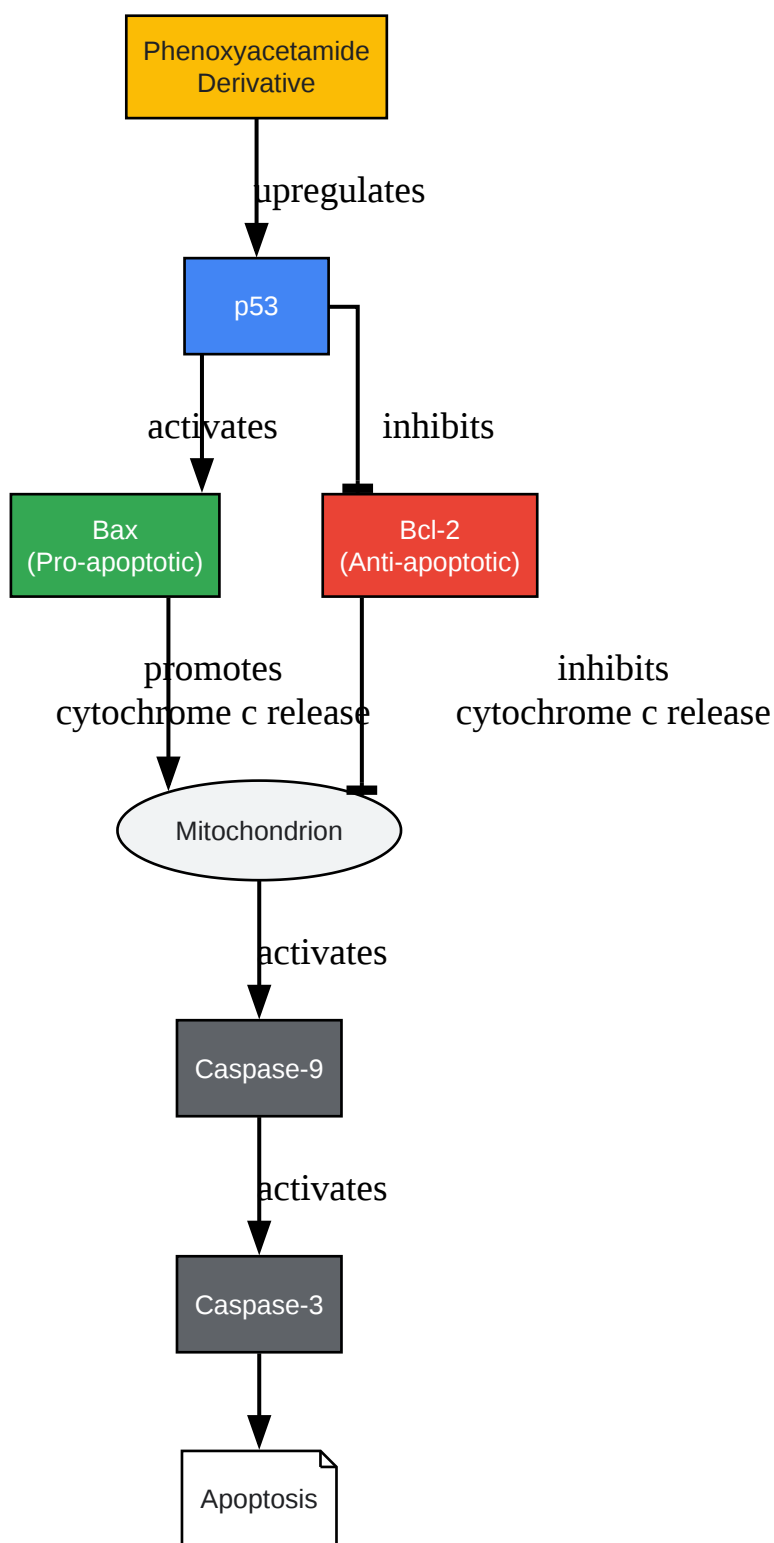 Phenoxyacetamide
Derivative
upregulates
p53
activates
inhibits
Bax
(Pro-apoptotic)
Bcl-2
(Anti-apoptotic)
promotes
cytochrome c release
inhibits
cytochrome c release
Mitochondrion
activates
Caspase-9
activates
Caspase-3
Apoptosis